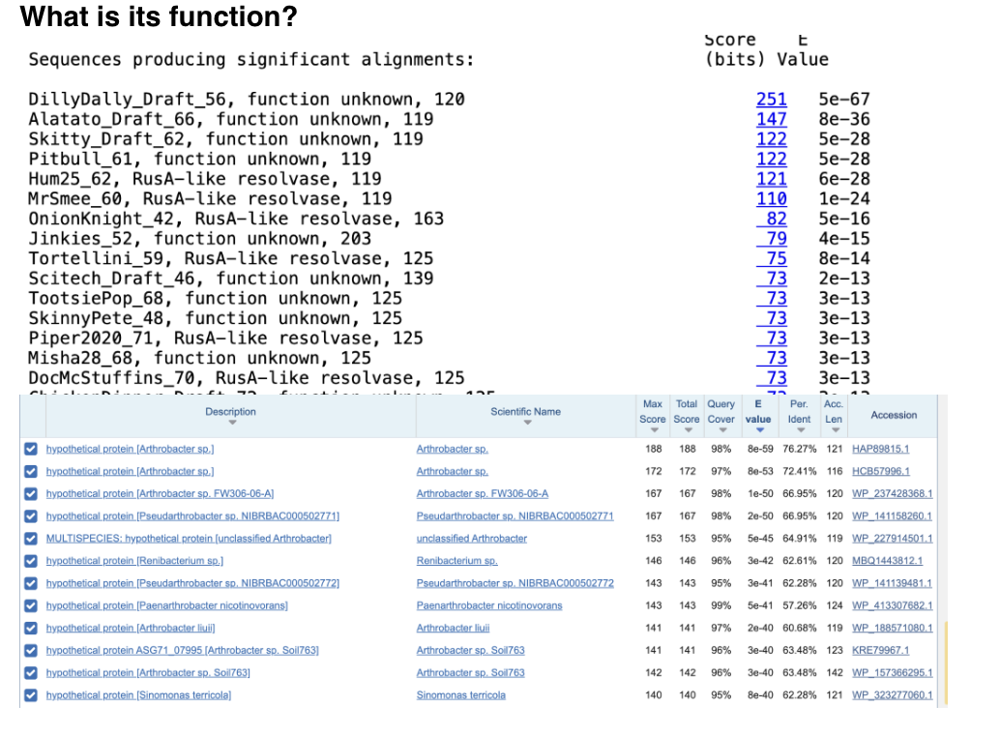 What is its function?
Score E
Sequences producing significant alignments: (bits) Value
DillyDally_Draft_56, function unknown, 120 251 5e-67
Alatato_Draft_66, function unknown, 119 147 8e-36
Skitty_Draft_62, function unknown, 119 122 5e-28
Pitbull_61, function unknown, 119 122 5e-28
Hum25_62, RusA-like resolvase, 119 121 6e-28
MrSmee_60, RusA-like resolvase, 119 110 1e-24
OnionKnight_42, RusA-like resolvase, 163 82 5e-16
Jinkies_52, function unknown, 203 79 4e-15
Tortellini_59, RusA-like resolvase, 125 75 8e-14
Scitech_Draft_46, function unknown, 139 73 2e-13
TootsiePop_68, function unknown, 125 73 3e-13
SkinnyPete_48, function unknown, 125 73 3e-13
Piper2020_71, RusA-like resolvase, 125 73 3e-13
Misha28_68, function unknown, 125 73 3e-13
DocMcStuffins_70, RusA-like resolvase, 125 73 3e-13
Description Scientific Name Max Score Total Score Query Cover E value Per. Ident Acc. Len Accession
hypothetical protein [Arthrobacter sp.] Arthrobacter sp. 188 188 98% 8e-59 76.27% 121 HAP89815.1
hypothetical protein [Arthrobacter sp.] Arthrobacter sp. 172 172 97% 8e-53 72.41% 116 HCB57996.1
hypothetical protein [Arthrobacter sp. FW306-06-A] Arthrobacter sp. FW306-06-A 167 167 98% 1e-50 66.95% 120 WP_237428368.1
hypothetical protein [Pseudarthrobacter sp. NIBRBAC000502771] Pseudarthrobacter sp. NIBRBAC000502771 167 167 98% 2e-50 66.95% 120 WP_141158260.1
MULTISPECIES: hypothetical protein [unclassified Arthrobacter] unclassified Arthrobacter 153 153 95% 5e-45 64.91% 119 WP_227914501.1
hypothetical protein [Renibacterium sp.] Renibacterium sp. 146 146 96% 3e-42 62.61% 120 MBQ1443812.1
hypothetical protein [Pseudarthrobacter sp. NIBRBAC000502772] Pseudarthrobacter sp. NIBRBAC000502772 143 143 95% 3e-41 62.28% 120 WP_141139481.1
hypothetical protein [Paenarthrobacter nicotinovorans] Paenarthrobacter nicotinovorans 143 143 99% 5e-41 57.26% 124 WP_413307682.1
hypothetical protein [Arthrobacter liuii] Arthrobacter liuii 141 141 97% 2e-40 60.68% 119 WP_188571080.1
hypothetical protein ASG71_07995 [Arthrobacter sp. Soil763] Arthrobacter sp. Soil763 141 141 96% 3e-40 63.48% 123 KRE79967.1
hypothetical protein [Arthrobacter sp. Soil763] Arthrobacter sp. Soil763 142 142 96% 3e-40 63.48% 142 WP_157366295.1
hypothetical protein [Sinomonas terricola] Sinomonas terricola 140 140 95% 8e-40 62.28% 121 WP_323277060.1